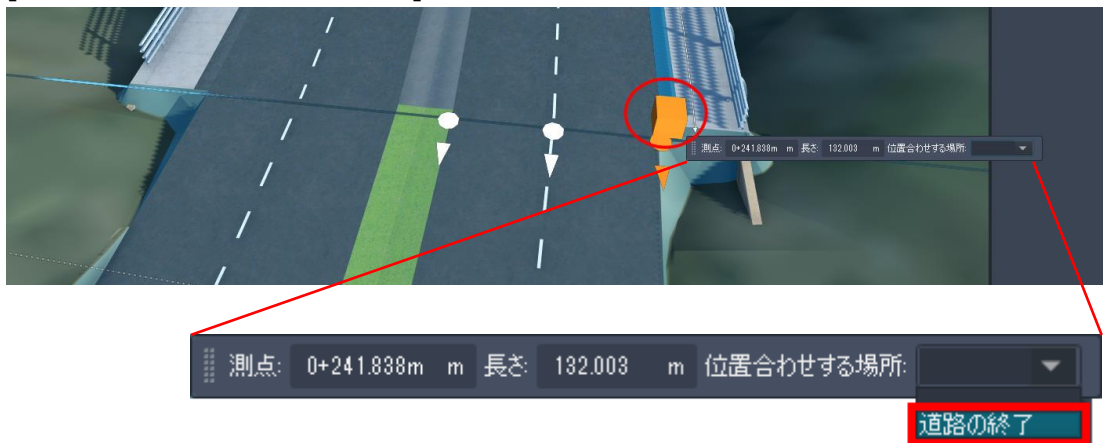 測点: 0+241.838m m 長さ: 132.003 m 位置合わせする場所:
測点: 0+241.838m m 長さ: 132.003 m 位置合わせする場所:
道路の終了